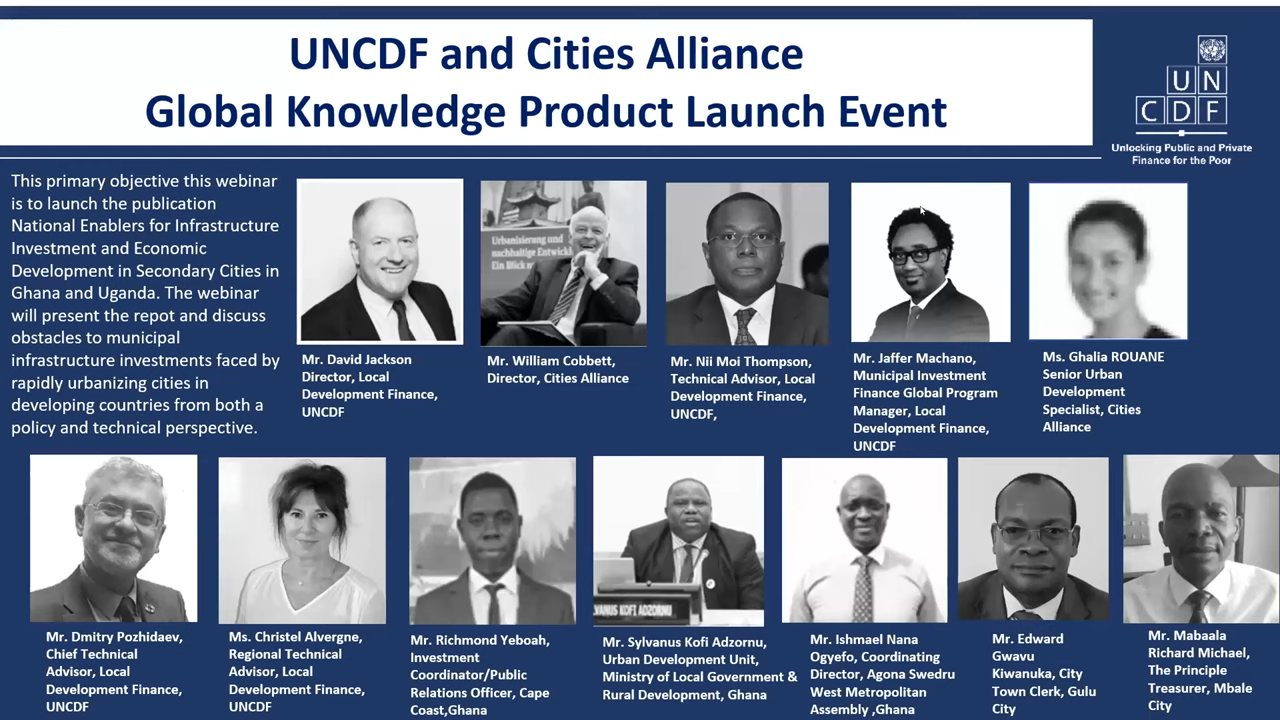 UNCDF and Cities Alliance
Global Knowledge Product Launch Event
UN
CDF
Unlocking Public and Private
Finance for the Poor
This primary objective this webinar
is to launch the publication
National Enablers for Infrastructure
Investment and Economic
Development in Secondary Cities in
Ghana and Uganda. The webinar
will present the repot and discuss
obstacles to municipal
infrastructure investments faced by
rapidly urbanizing cities in
developing countries from both a
policy and technical perspective.
Urbanisierung und
nachhaltige Entwickl
Ein Blick
Mr. David Jackson
Director, Local
Development Finance,
UNCDF
Mr. William Cobbett,
Director, Cities Alliance
Mr. Nii Moi Thompson,
Technical Advisor, Local
Development Finance,
UNCDF,
Mr. Jaffer Machano,
Municipal Investment
Finance Global Program
Manager, Local
Development Finance,
UNCDF
Ms. Ghalia ROUANE
Senior Urban
Development
Specialist, Cities
Alliance
Mr. Dmitry Pozhidaev,
Chief Technical
Advisor, Local
Development Finance,
UNCDF
Ms. Christel Alvergne,
Regional Technical
Advisor, Local
Development Finance,
UNCDF
Mr. Richmond Yeboah,
Investment
Coordinator/Public
Relations Officer, Cape
Coast,Ghana
LVANUS KOFI ADZORNU
Mr. Sylvanus Kofi Adzornu,
Urban Development Unit,
Ministry of Local Government &
Rural Development, Ghana
Mr. Ishmael Nana
Ogyefo, Coordinating
Director, Agona Swedru
West Metropolitan
Assembly ,Ghana
Mr. Edward
Gwavu
Kiwanuka, City
Town Clerk, Gulu
City
Mr. Mabaala
Richard Michael,
The Principle
Treasurer, Mbale
City